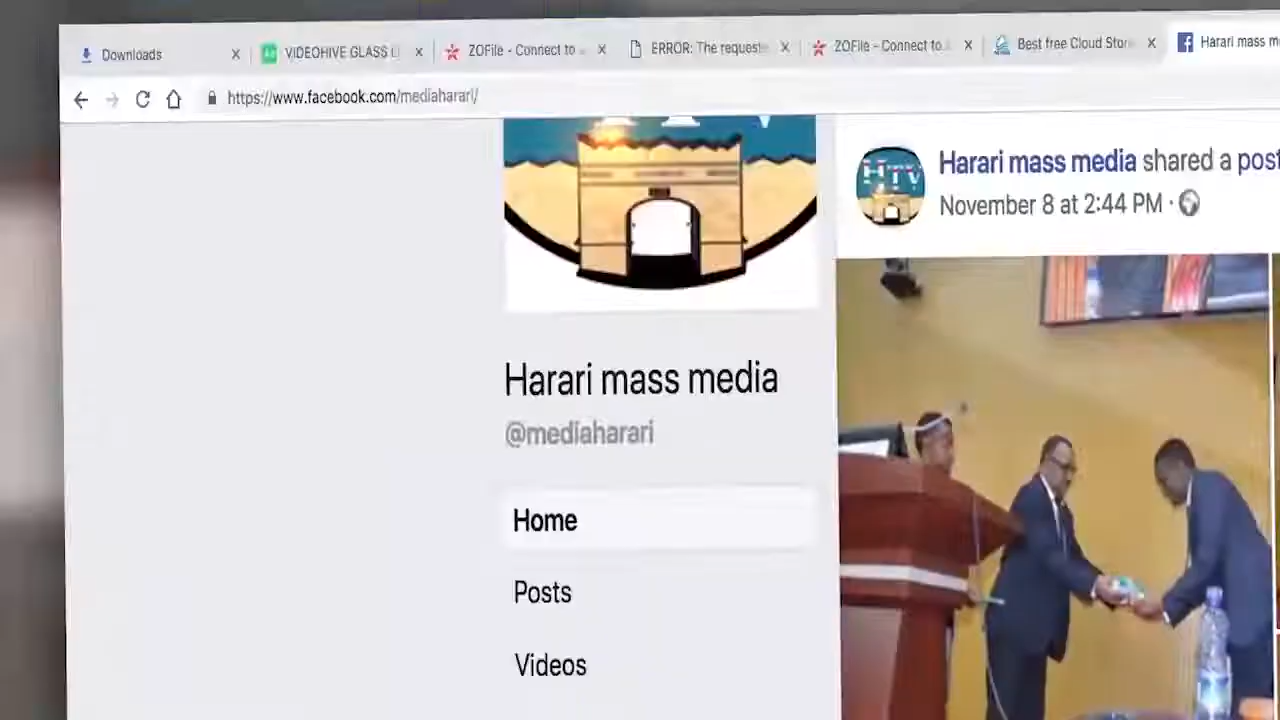 Downloads
VIDEOHIVE GLASS
ZOFile - Connect to
ERROR: The request
ZOFile - Connect to
Best free Cloud Stor
Harari mass m
https://www.facebook.com/mediaharari/
HTV
Harari mass media shared a post
November 8 at 2:44 PM ·
Harari mass media
@mediaharari
Home
Posts
Videos